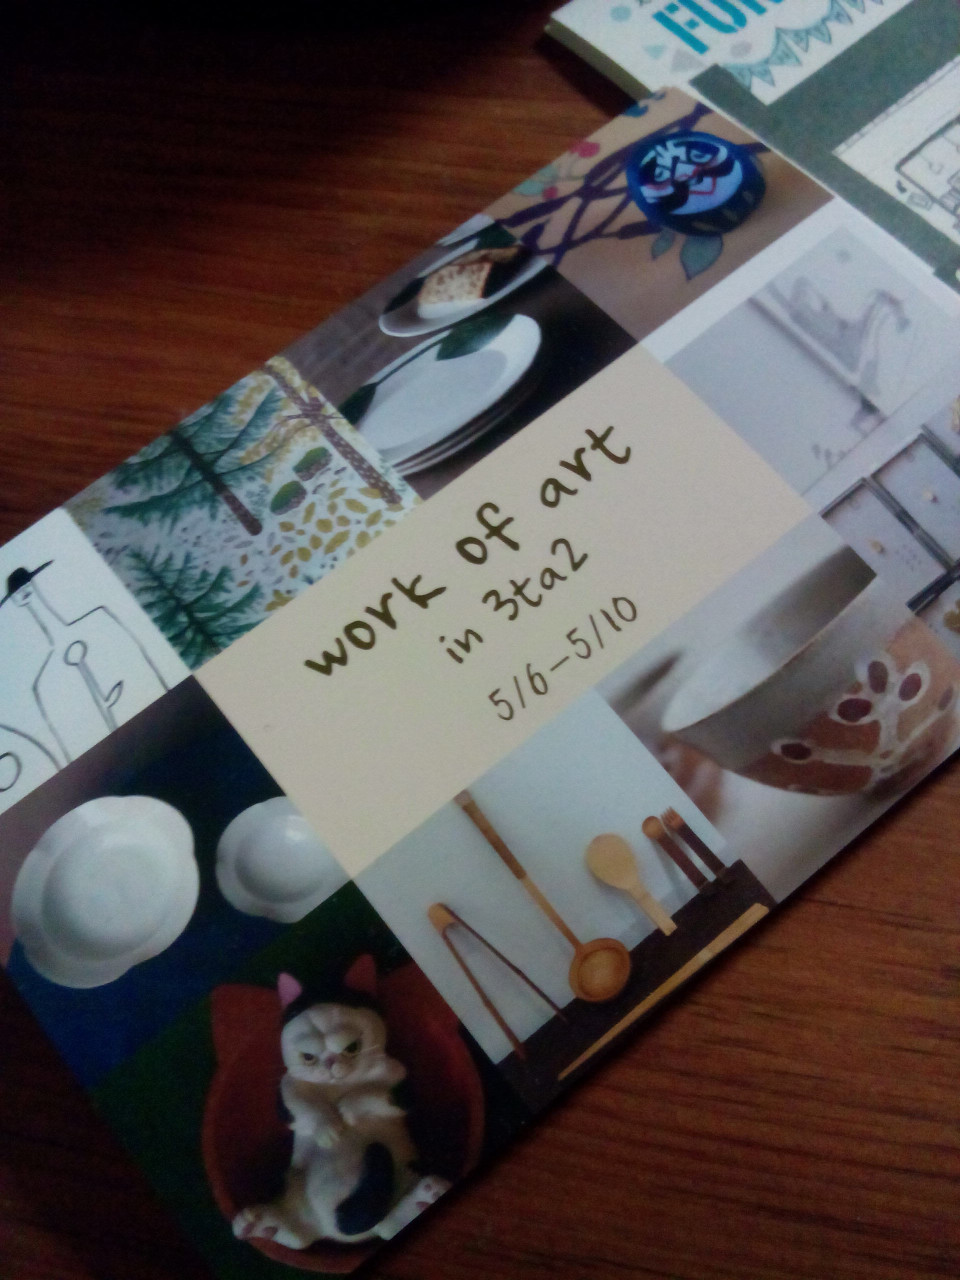 work of art
in 3ta2
5/6-5/10